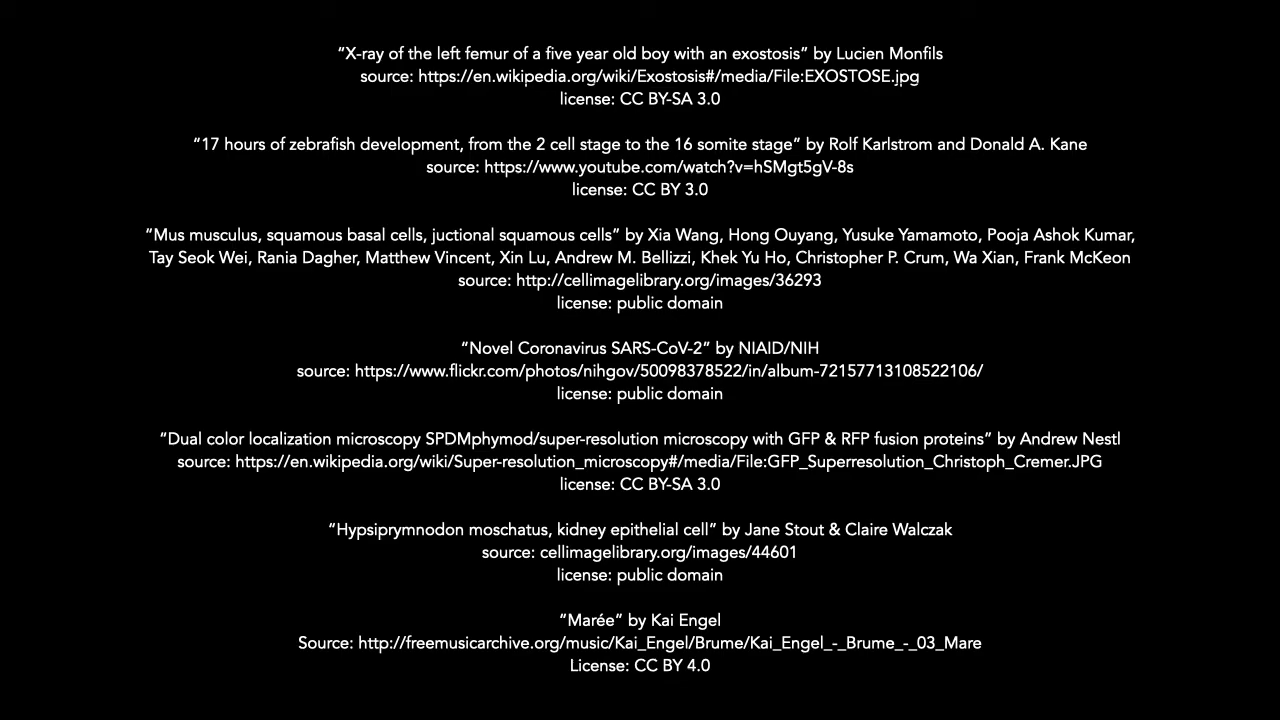 “X-ray of the left femur of a five year old boy with an exostosis” by Lucien Monfils
source: https://en.wikipedia.org/wiki/Exostosis#/media/File:EXOSTOSE.jpg
license: CC BY-SA 3.0
“17 hours of zebrafish development, from the 2 cell stage to the 16 somite stage” by Rolf Karlstrom and Donald A. Kane
source: https://www.youtube.com/watch?v=hSMgt5gV-8s
license: CC BY 3.0
“Mus musculus, squamous basal cells, juctional squamous cells” by Xia Wang, Hong Ouyang, Yusuke Yamamoto, Pooja Ashok Kumar,
Tay Seok Wei, Rania Dagher, Matthew Vincent, Xin Lu, Andrew M. Bellizzi, Khek Yu Ho, Christopher P. Crum, Wa Xian, Frank McKeon
source: http://cellimagelibrary.org/images/36293
license: public domain
“Novel Coronavirus SARS-CoV-2” by NIAID/NIH
source: https://www.flickr.com/photos/nihgov/50098378522/in/album-72157713108522106/
license: public domain
“Dual color localization microscopy SPDMphymod/super-resolution microscopy with GFP & RFP fusion proteins” by Andrew Nestl
source: https://en.wikipedia.org/wiki/Super-resolution_microscopy#/media/File:GFP_Superresolution_Christoph_Cremer.JPG
license: CC BY-SA 3.0
“Hypsiprymnodon moschatus, kidney epithelial cell” by Jane Stout & Claire Walczak
source: cellimagelibrary.org/images/44601
license: public domain
“Marée” by Kai Engel
Source: http://freemusicarchive.org/music/Kai_Engel/Brume/Kai_Engel_-_Brume_-_03_Mare
License: CC BY 4.0